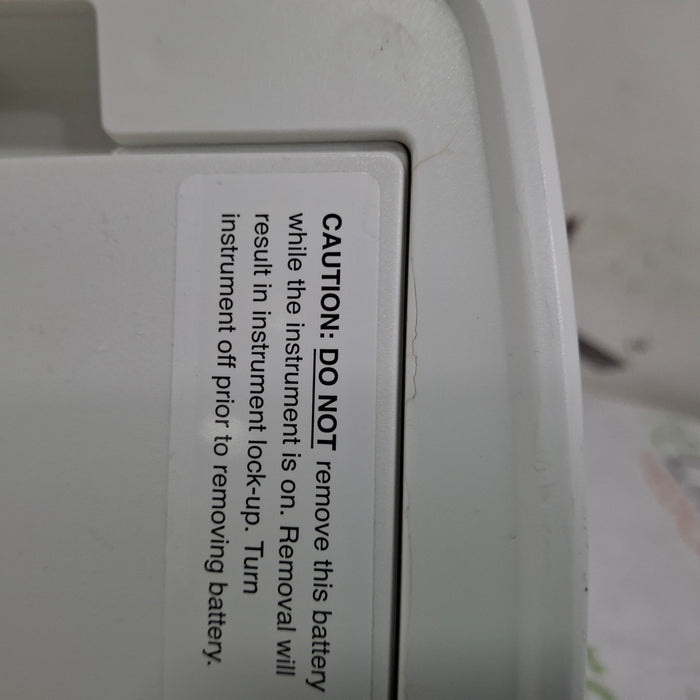 CAUTION: DO NOT remove this battery
while the instrument is on. Removal will
result in instrument lock-up. Turn
instrument off prior to removing battery.